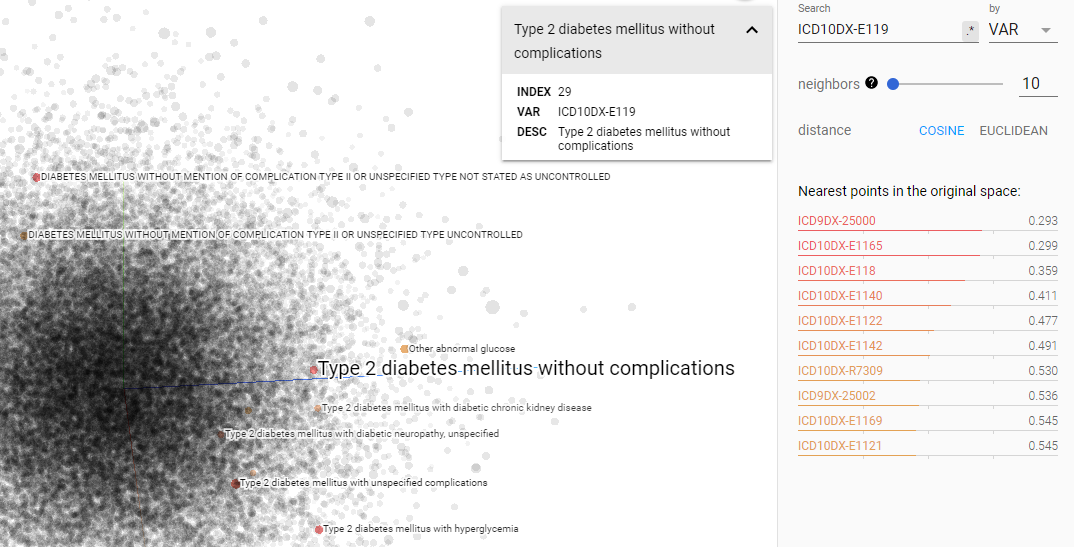 Type 2 diabetes mellitus without
complications
INDEX 29
VAR ICD10DX-E119
DESC Type 2 diabetes mellitus without
complications
DIABETES MELLITUS WITHOUT MENTION OF COMPLICATION TYPE II OR UNSPECIFIED TYPE NOT STATED AS UNCONTROLLED
DIABETES MELLITUS WITHOUT MENTION OF COMPLICATION TYPE II OR UNSPECIFIED TYPE UNCONTROLLED
Other abnormal glucose
Type 2 diabetes mellitus without complications
Type 2 diabetes mellitus with diabetic chronic kidney disease
Type 2 diabetes mellitus with diabetic neuropathy, unspecified
Type 2 diabetes mellitus with unspecified complications
Type 2 diabetes mellitus with hyperglycemia
Search by
ICD10DX-E119 .* VAR
neighbors ? 10
distance COSINE EUCLIDEAN
Nearest points in the original space:
ICD9DX-25000 0.293
ICD10DX-E1165 0.299
ICD10DX-E118 0.359
ICD10DX-E1140 0.411
ICD10DX-E1122 0.477
ICD10DX-E1142 0.491
ICD10DX-R7309 0.530
ICD9DX-25002 0.536
ICD10DX-E1169 0.545
ICD10DX-E1121 0.545